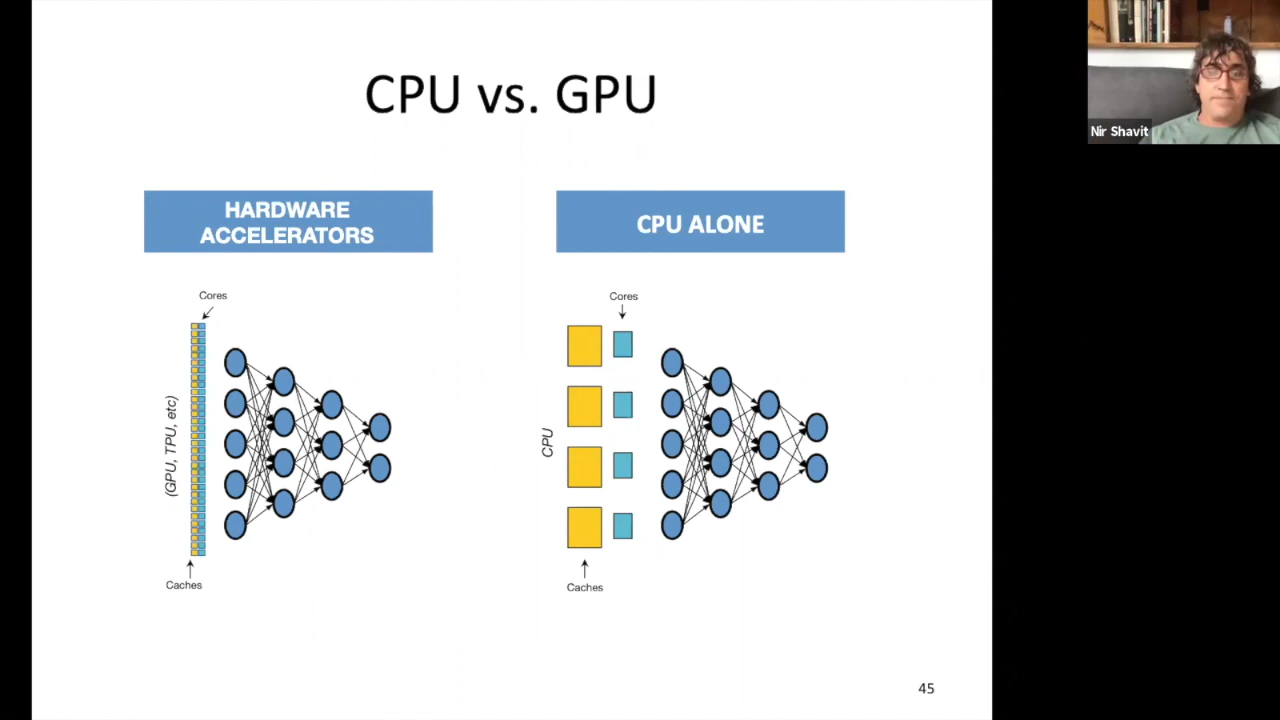 CPU vs. GPU
Nir Shavit
HARDWARE
ACCELERATORS
Cores
(GPU, TPU, etc)
Caches
CPU ALONE
Cores
CPU
Caches
45